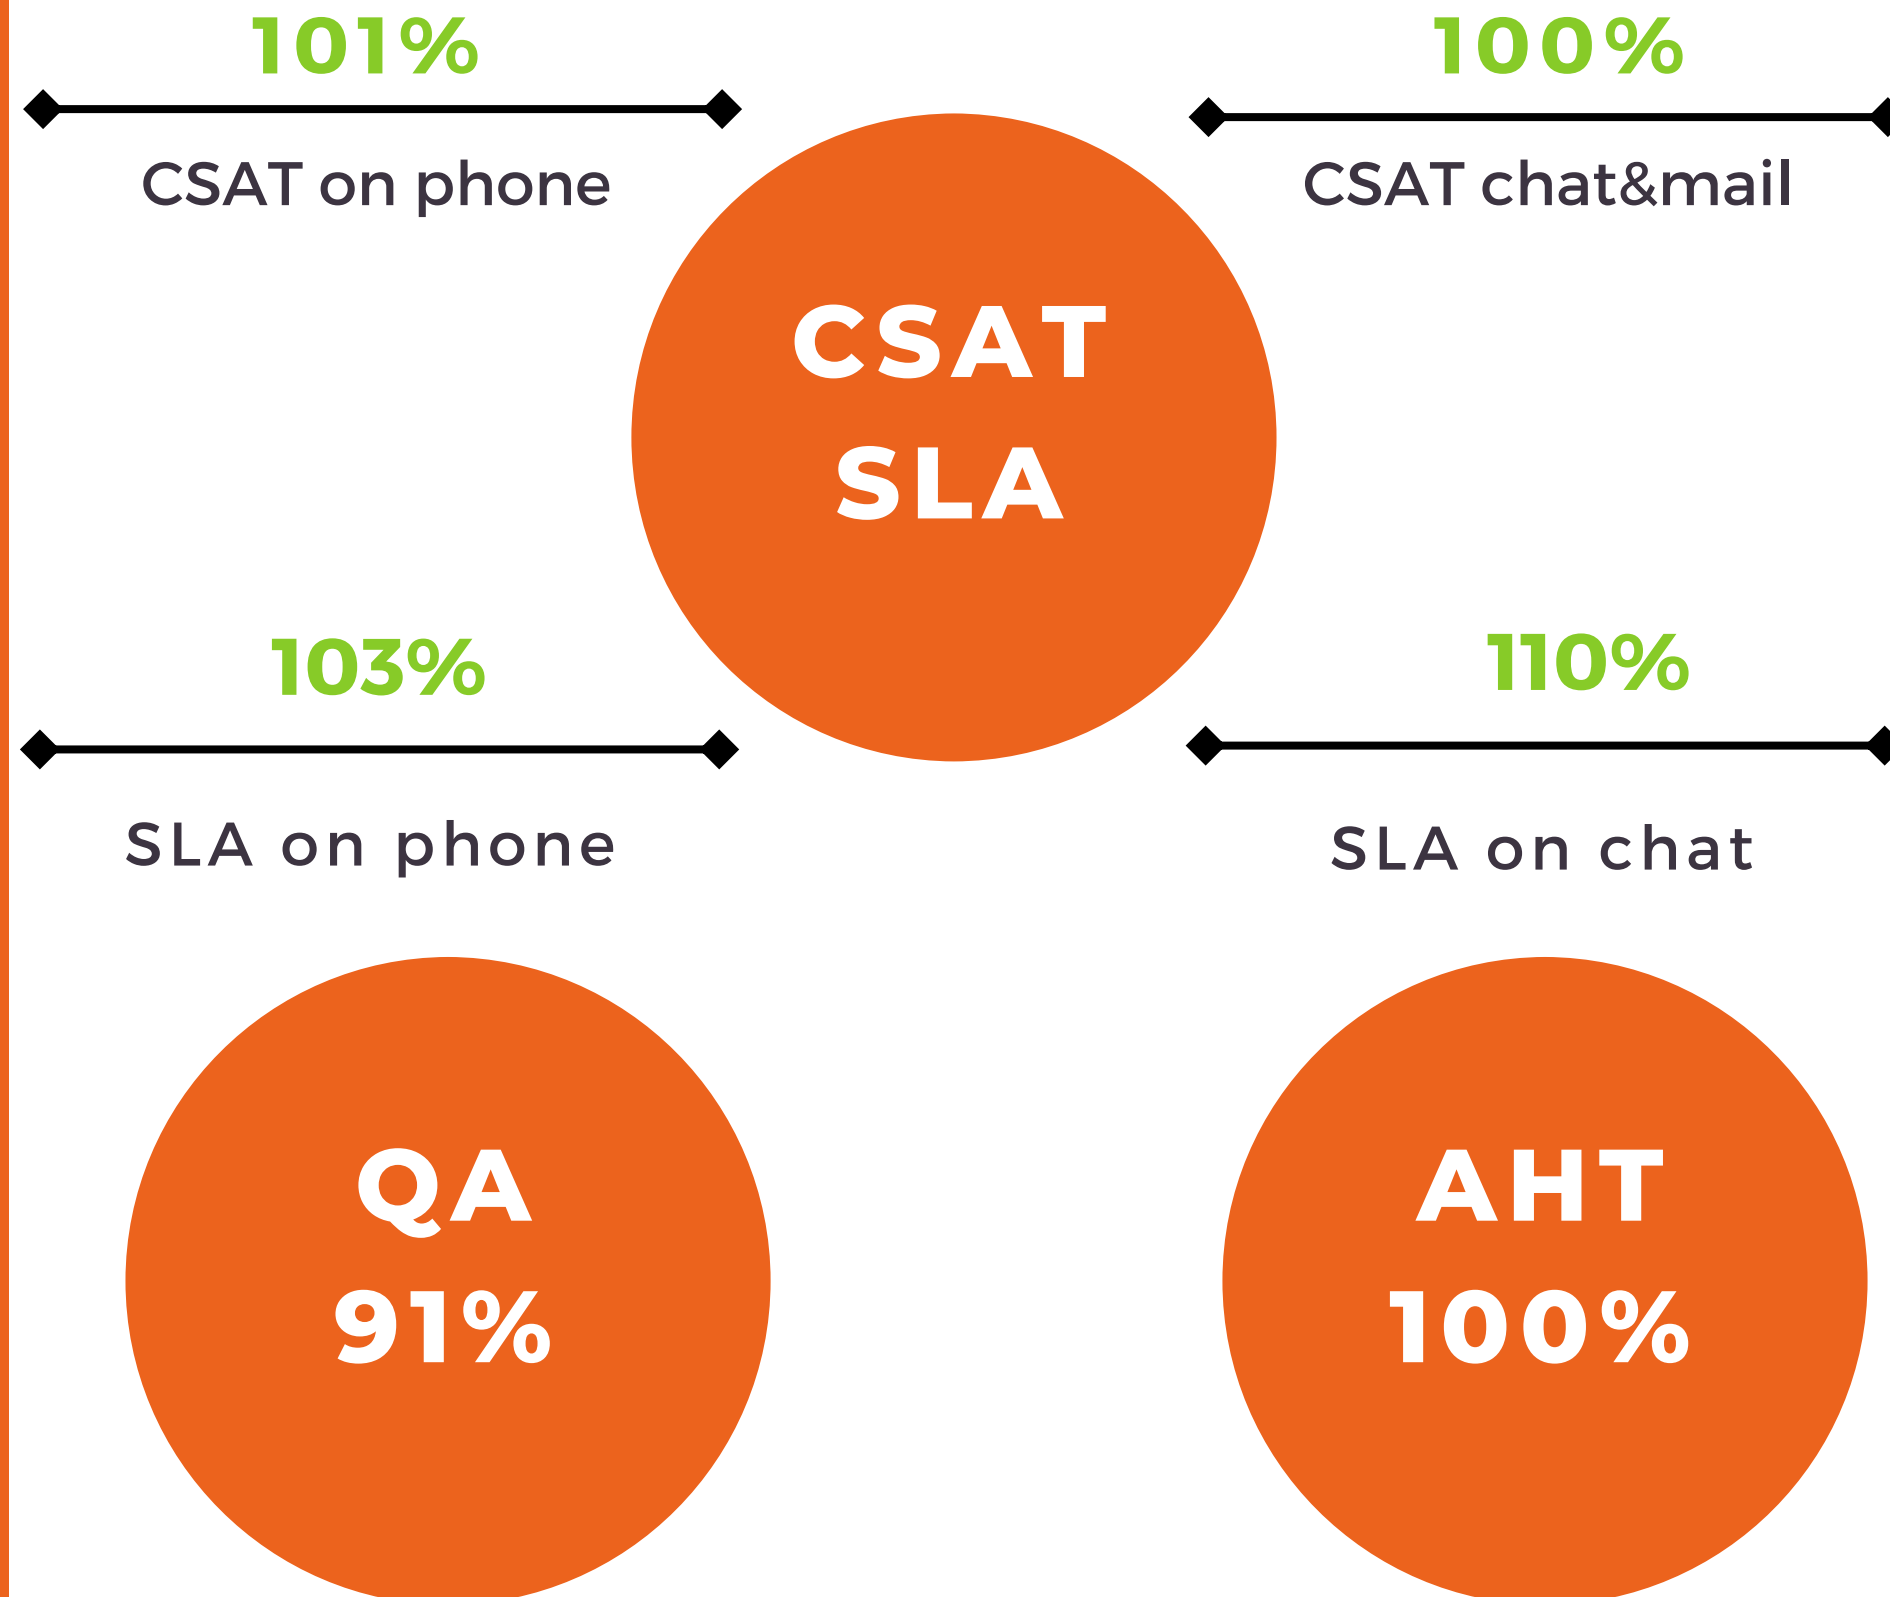 101%
CSAT on phone
100%
CSAT chat&mail
CSAT
SLA
103%
SLA on phone
110%
SLA on chat
QA
91%
AHT
100%